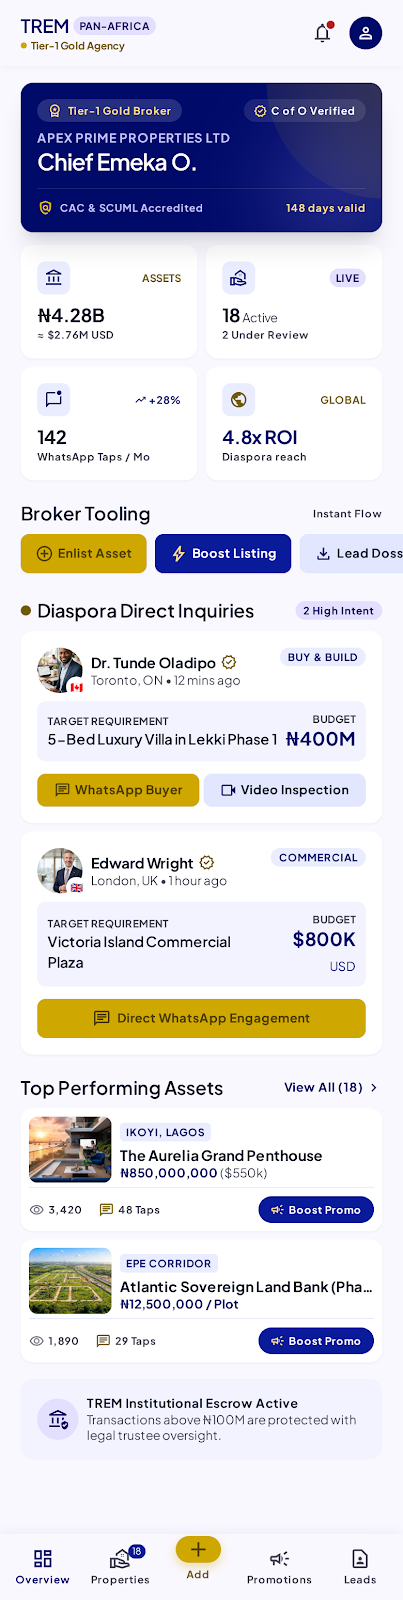 TREM PAN-AFRICA
Tier-1 Gold Agency
Tier-1 Gold Broker
C of O Verified
APEX PRIME PROPERTIES LTD
Chief Emeka O.
CAC & SCUML Accredited
148 days valid
ASSETS
₦4.28B
≈ $2.76M USD
LIVE
18 Active
2 Under Review
+28%
142
WhatsApp Taps / Mo
GLOBAL
4.8x ROI
Diaspora reach
Broker Tooling
Instant Flow
Enlist Asset
Boost Listing
Lead Doss
Diaspora Direct Inquiries
2 High Intent
Dr. Tunde Oladipo
BUY & BUILD
Toronto, ON • 12 mins ago
TARGET REQUIREMENT
5-Bed Luxury Villa in Lekki Phase 1
BUDGET
₦400M
WhatsApp Buyer
Video Inspection
Edward Wright
COMMERCIAL
London, UK • 1 hour ago
TARGET REQUIREMENT
Victoria Island Commercial
Plaza
BUDGET
$800K
USD
Direct WhatsApp Engagement
Top Performing Assets
View All (18)
IKOYI, LAGOS
The Aurelia Grand Penthouse
₦850,000,000 ($550k)
3,420
48 Taps
Boost Promo
EPE CORRIDOR
Atlantic Sovereign Land Bank (Pha...
₦12,500,000 / Plot
1,890
29 Taps
Boost Promo
TREM Institutional Escrow Active
Transactions above ₦100M are protected with
legal trustee oversight.
Overview
18
Properties
Add
Promotions
Leads